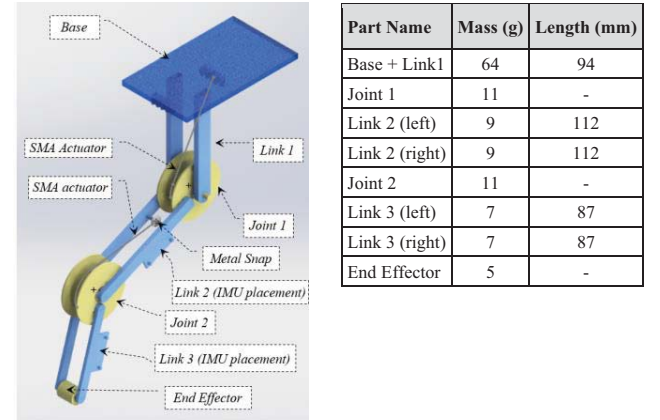 Base
SMA Actuator
Link 1
SMA actuator
Joint 1
Metal Snap
Link 2 (IMU placement)
Joint 2
Link 3 (IMU placement)
End Effector
Part Name Mass (g) Length (mm)
Base + Link1 64 94
Joint 1 11 -
Link 2 (left) 9 112
Link 2 (right) 9 112
Joint 2 11 -
Link 3 (left) 7 87
Link 3 (right) 7 87
End Effector 5 -